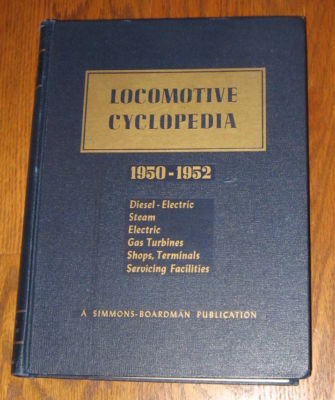 LOCOMOTIVE
CYCLOPEDIA
1950-1952
Diesel-Electric
Steam
Electric
Gas Turbines
Shops, Terminals
Servicing Facilities
A SIMMONS-BOARDMAN PUBLICATION